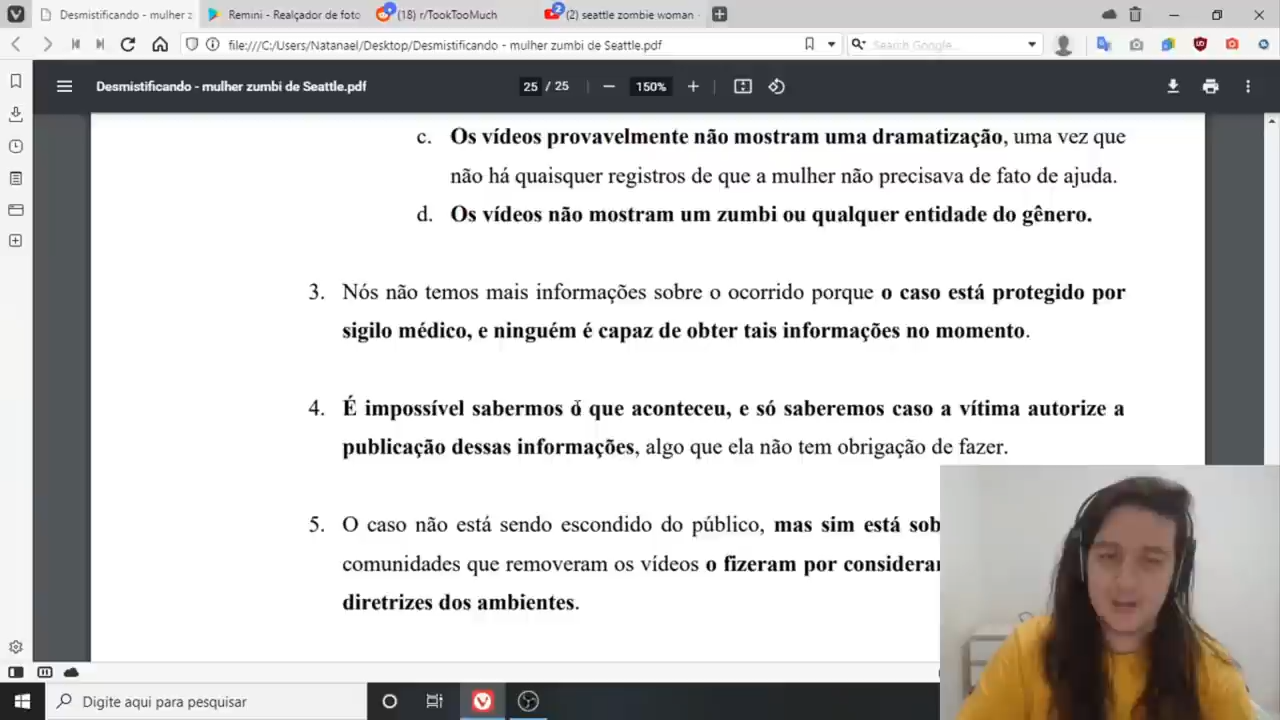 Desmistificando - mulher z
Remini - Realçador de foto
(18) r/TookTooMuch
(2) seattle zombie woman -
file:///C:/Users/Natanael/Desktop/Desmistificando - mulher zumbi de Seattle.pdf
Search Google...
Desmistificando - mulher zumbi de Seattle.pdf
25 / 25
150%
c. Os vídeos provavelmente não mostram uma dramatização, uma vez que
não há quaisquer registros de que a mulher não precisava de fato de ajuda.
d. Os vídeos não mostram um zumbi ou qualquer entidade do gênero.
3. Nós não temos mais informações sobre o ocorrido porque o caso está protegido por
sigilo médico, e ninguém é capaz de obter tais informações no momento.
4. É impossível sabermos o que aconteceu, e só saberemos caso a vítima autorize a
publicação dessas informações, algo que ela não tem obrigação de fazer.
5. O caso não está sendo escondido do público, mas sim está sob
comunidades que removeram os vídeos o fizeram por considerar
diretrizes dos ambientes.
Digite aqui para pesquisar